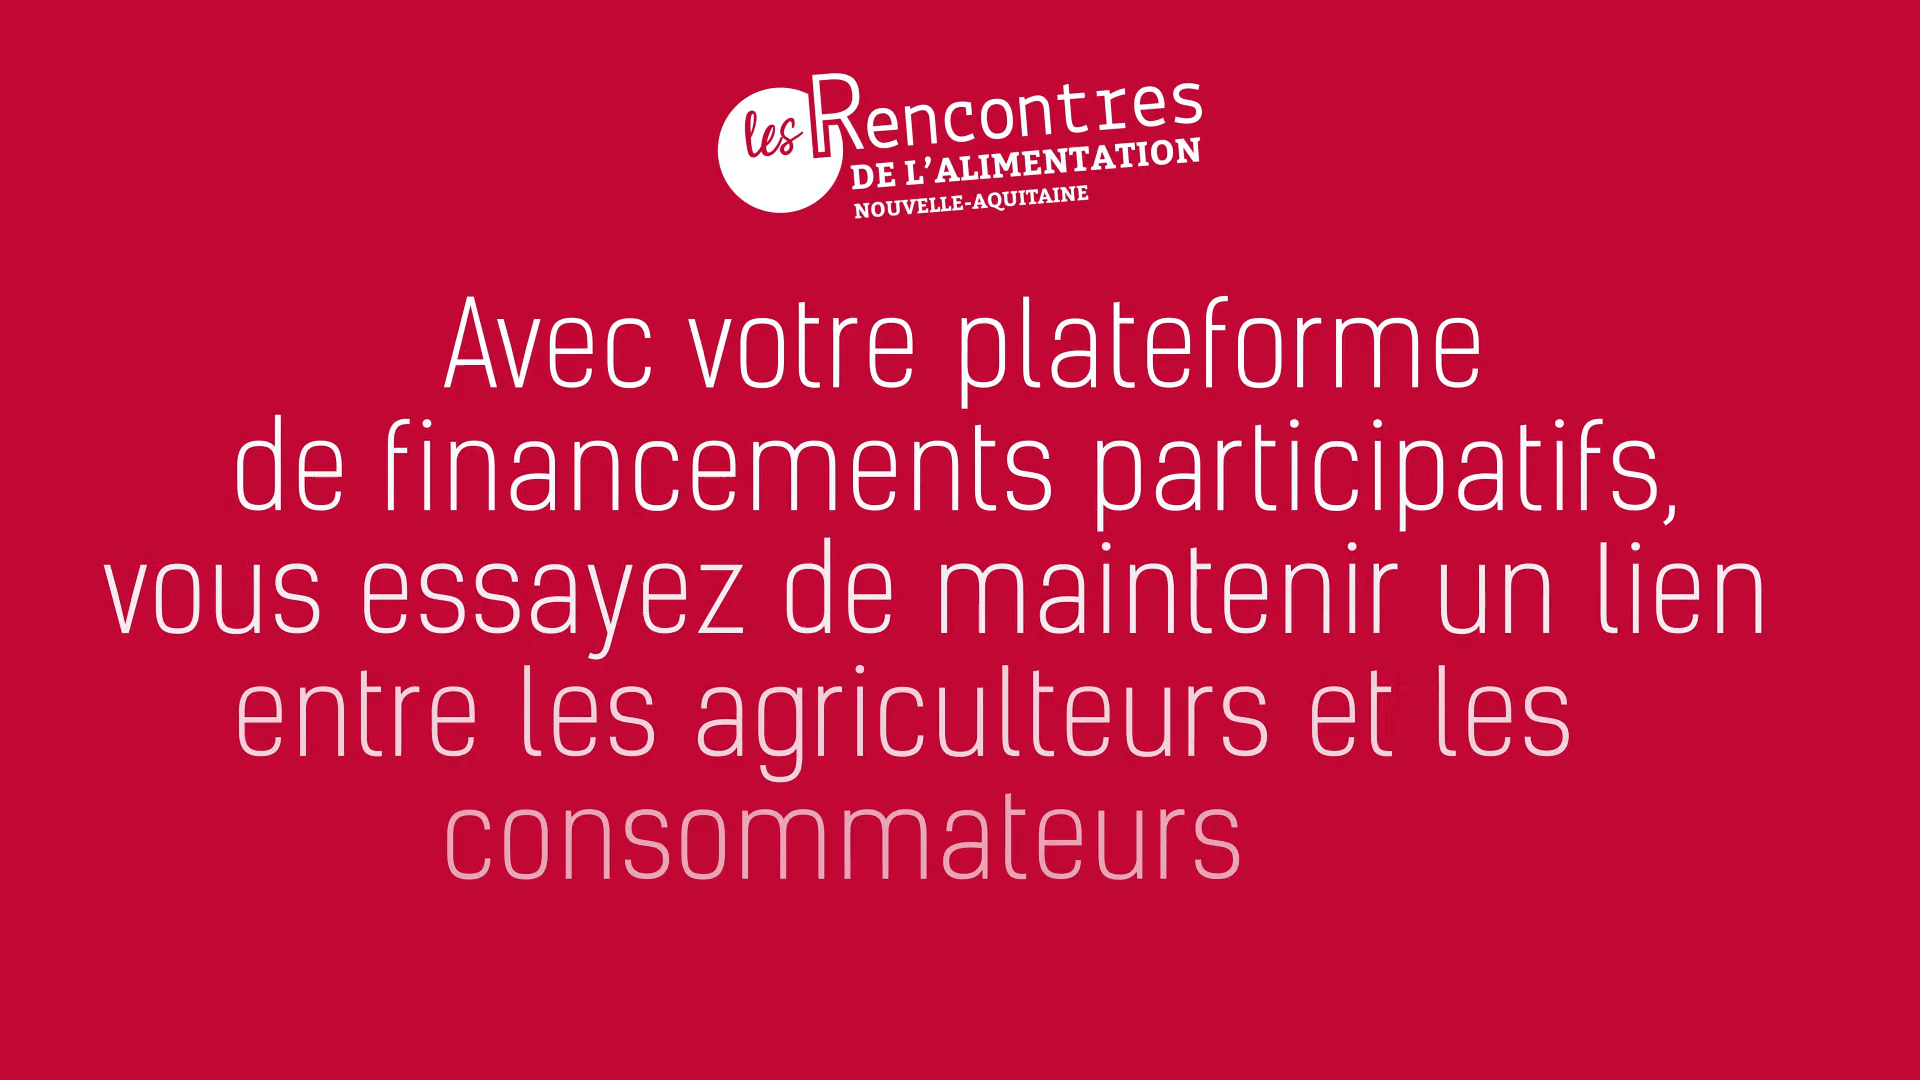 les Rencontres
DE L'ALIMENTATION
NOUVELLE-AQUITAINE
Avec votre plateforme
de financements participatifs,
vous essayez de maintenir un lien
entre les agriculteurs et les
consommateurs